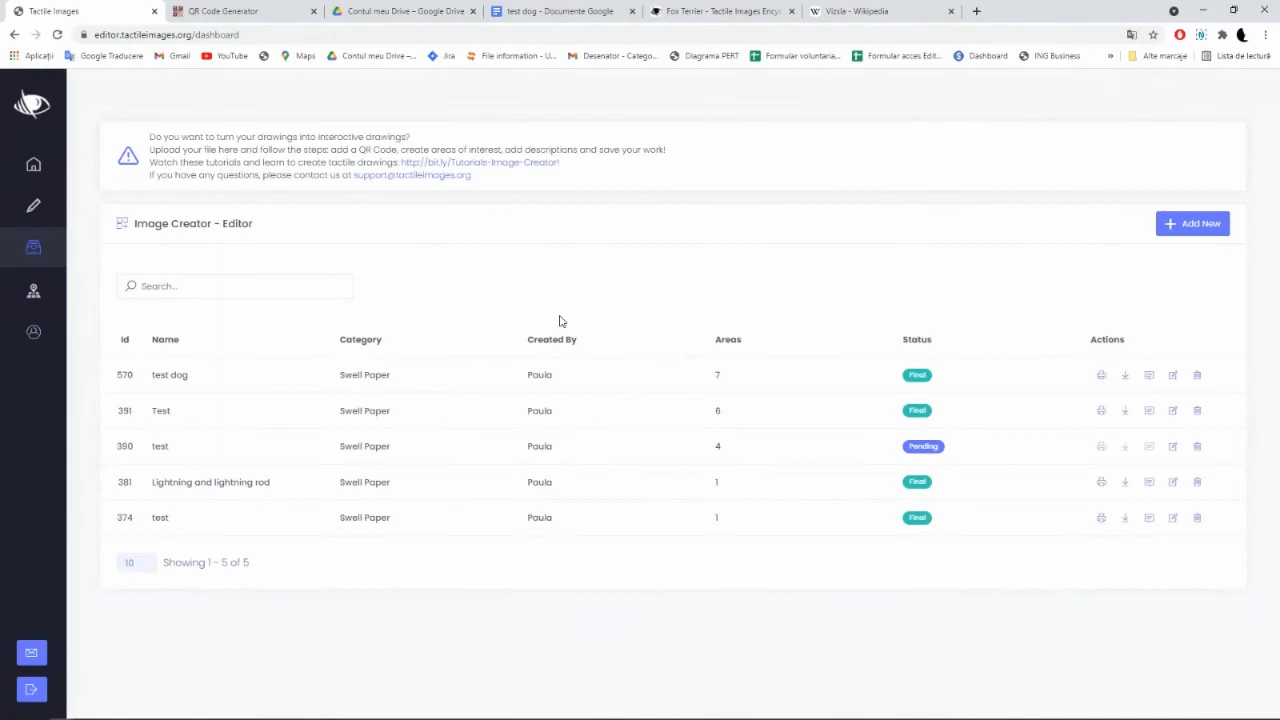 Tactile Images
QR Code Generator
Contul meu Drive – Google Drive
test dog - Documente Google
Fox Terrier - Tactile Images Ency
Vizsla - Wikipedia
editor.tactileimages.org/dashboard
Aplicații
Google Traducere
Gmail
YouTube
Maps
Contul meu Drive –...
Jira
File information - U...
Desenator - Catego...
Diagrama PERT
Formular voluntaria...
Formular acces Edit...
Dashboard
ING Business
»
Alte marcaje
Lista de lectură
Do you want to turn your drawings into interactive drawings?
Upload your file here and follow the steps: add a QR Code, create areas of interest, add descriptions and save your work!
Watch these tutorials and learn to create tactile drawings: http://bit.ly/Tutorials-Image-Creator!
If you have any questions, please contact us at support@tactileimages.org
Image Creator - Editor
+ Add New
Search...
Id Name Category Created By Areas Status Actions
570 test dog Swell Paper Paula 7 Final
391 Test Swell Paper Paula 6 Final
390 test Swell Paper Paula 4 Pending
381 Lightning and lightning rod Swell Paper Paula 1 Final
374 test Swell Paper Paula 1 Final
10 Showing 1 - 5 of 5